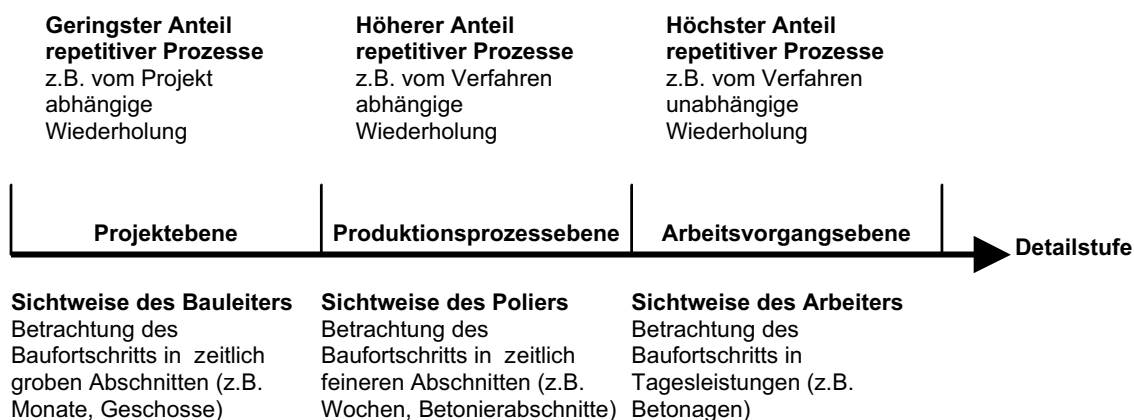 Geringster Anteil
repetitiver Prozesse
z.B. vom Projekt
abhängige
Wiederholung
Höherer Anteil
repetitiver Prozesse
z.B. vom Verfahren
abhängige
Wiederholung
Höchster Anteil
repetitiver Prozesse
z.B. vom Verfahren
unabhängige
Wiederholung
Projektebene
Produktionsprozessebene
Arbeitsvorgangsebene
Detailstufe
Sichtweise des Bauleiters
Betrachtung des
Baufortschritts in zeitlich
groben Abschnitten (z.B.
Monate, Geschosse)
Sichtweise des Poliers
Betrachtung des
Baufortschritts in zeitlich
feineren Abschnitten (z.B.
Wochen, Betonierabschnitte)
Sichtweise des Arbeiters
Betrachtung des
Baufortschritts in
Tagesleistungen (z.B.
Betonagen)